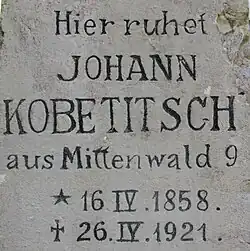 Hier ruhet
JOHANN
KOBETITSCH
aus Mittenwald 9
* 16.IV.1858.
† 26.IV.1921.